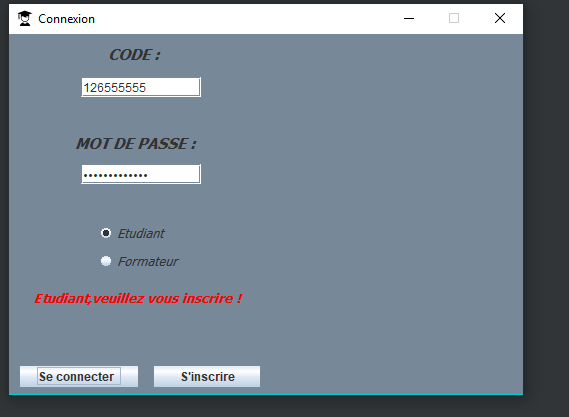 Connexion
CODE :
126555555
MOT DE PASSE :
•••••••••••••
Etudiant
Formateur
Etudiant,veuillez vous inscrire !
Se connecter
S'inscrire